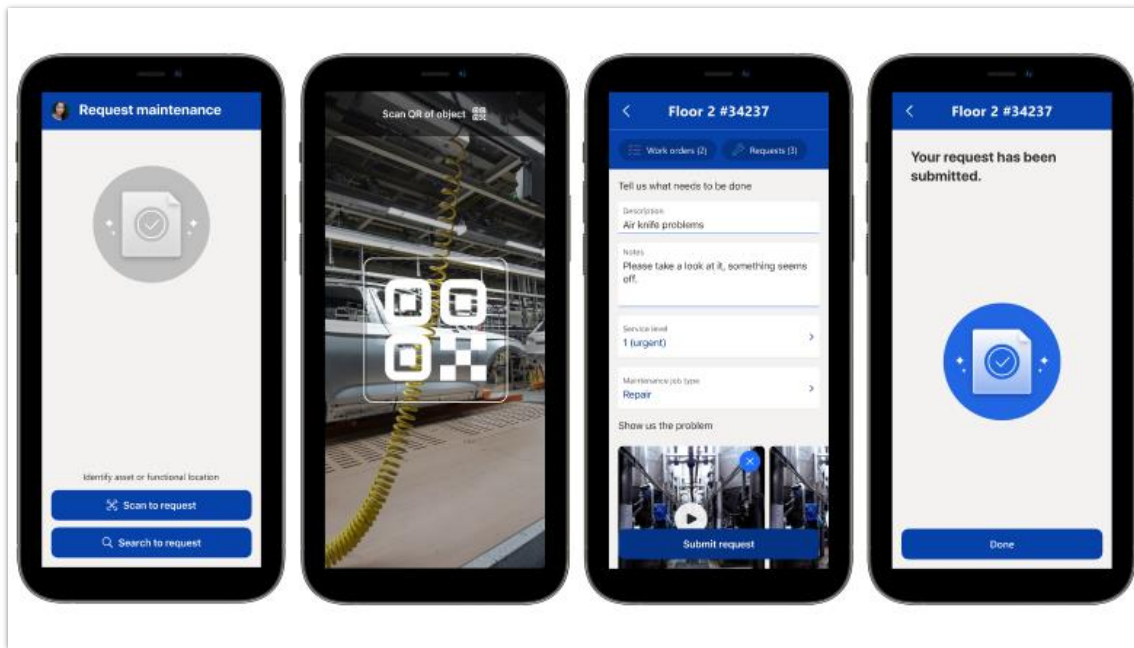 Request maintenance
Identify asset or functional location
Scan to request
Search to request
Scan QR of object
Floor 2 #34237
Work orders (2)
Requests (3)
Tell us what needs to be done
Description
Air knife problems
Notes
Please take a look at it, something seems
off.
Service level
1 (urgent)
Maintenance job type
Repair
Show us the problem
Submit request
Floor 2 #34237
Your request has been
submitted.
Done